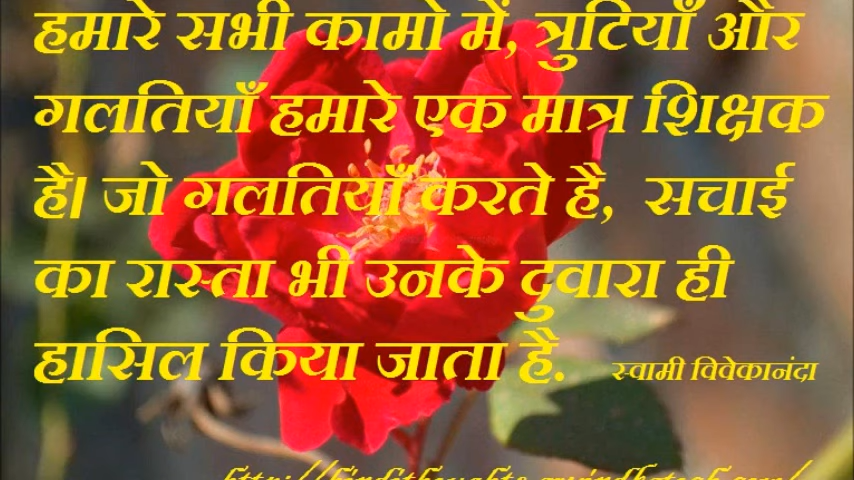 हमारे सभी कामो में, त्रुटियाँ और
गलतियाँ हमारे एक मात्र शिक्षक
है| जो गलतियाँ करते है, सचाई
का रास्ता भी उनके दुवारा ही
हासिल किया जाता है.
स्वामी विवेकानंदा